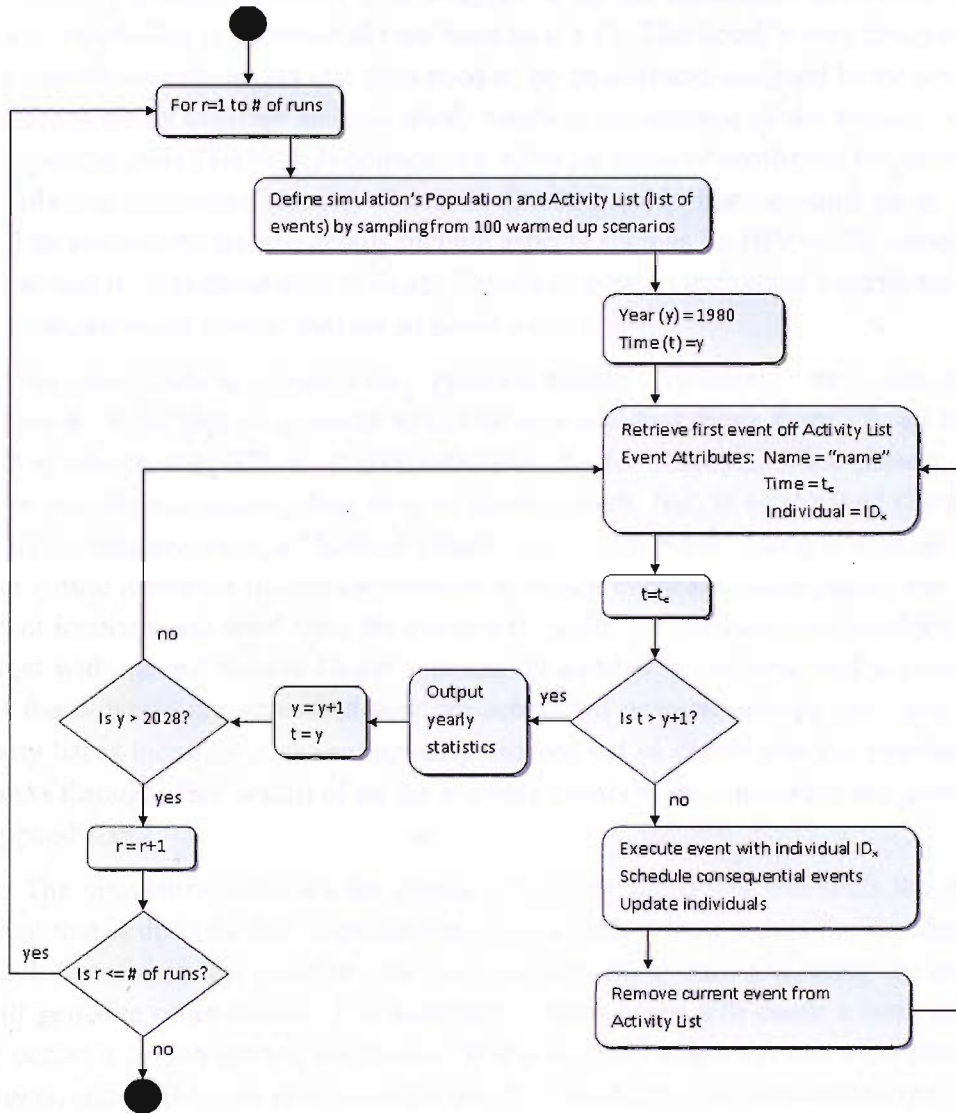 For r=1 to # of runs
Define simulation's Population and Activity List (list of
events) by sampling from 100 warmed up scenarios
Year (y) = 1980
Time (t) =y
Retrieve first event off Activity List
Event Attributes: Name = "name"
Time = tₑ
Individual = IDₓ
t=tₑ
Is t > y+1?
yes
Output
yearly
statistics
y = y+1
t = y
Is y > 2028?
no
yes
r = r+1
Is r <= # of runs?
yes
no
no
Execute event with individual IDₓ
Schedule consequential events
Update individuals
Remove current event from
Activity List